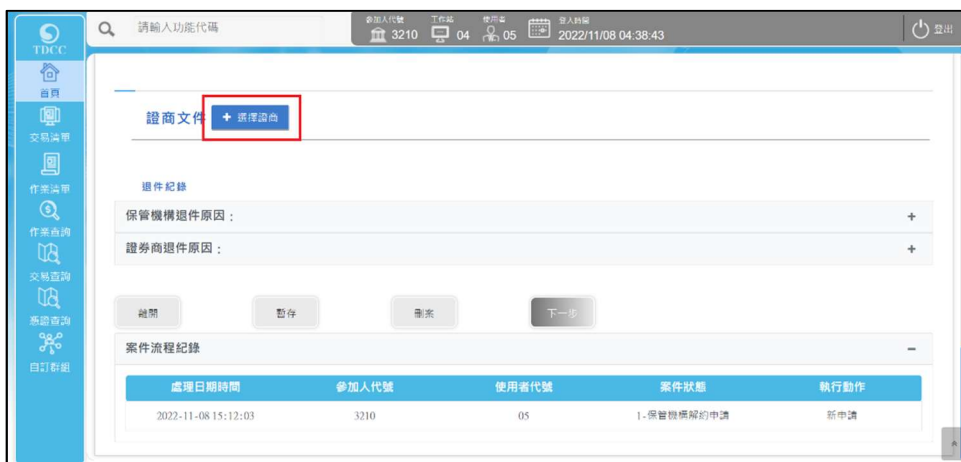 TDCC
請輸入功能代碼
參加人代號 3210
工作站 04
使用者 05
登入時間 2022/11/08 04:38:43
登出
首頁
交易清單
作業清單
作業查詢
交易查詢
憑證查詢
自訂群組
證商文件
+ 選擇證商
退件紀錄
保管機構退件原因：
+
證券商退件原因：
+
離開 暫存 刪案 下一步
案件流程紀錄
−
處理日期時間 參加人代號 使用者代號 案件狀態 執行動作
2022-11-08 15:12:03 3210 05 1-保管機構解約申請 新申請